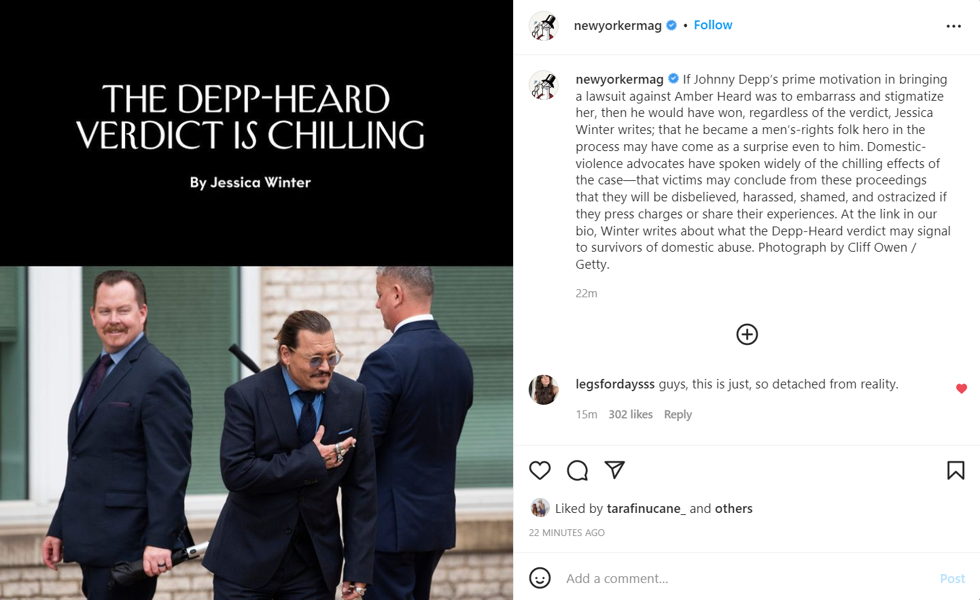 THE DEPP-HEARD
VERDICT IS CHILLING
By Jessica Winter
newyorkermag • Follow
newyorkermag If Johnny Depp's prime motivation in bringing
a lawsuit against Amber Heard was to embarrass and stigmatize
her, then he would have won, regardless of the verdict, Jessica
Winter writes; that he became a men's-rights folk hero in the
process may have come as a surprise even to him. Domestic-
violence advocates have spoken widely of the chilling effects of
the case—that victims may conclude from these proceedings
that they will be disbelieved, harassed, shamed, and ostracized if
they press charges or share their experiences. At the link in our
bio, Winter writes about what the Depp-Heard verdict may signal
to survivors of domestic abuse. Photograph by Cliff Owen /
Getty.
22m
legsfordaysss guys, this is just, so detached from reality.
15m 302 likes Reply
Liked by tarafinucane_ and others
22 MINUTES AGO
Add a comment...
Post